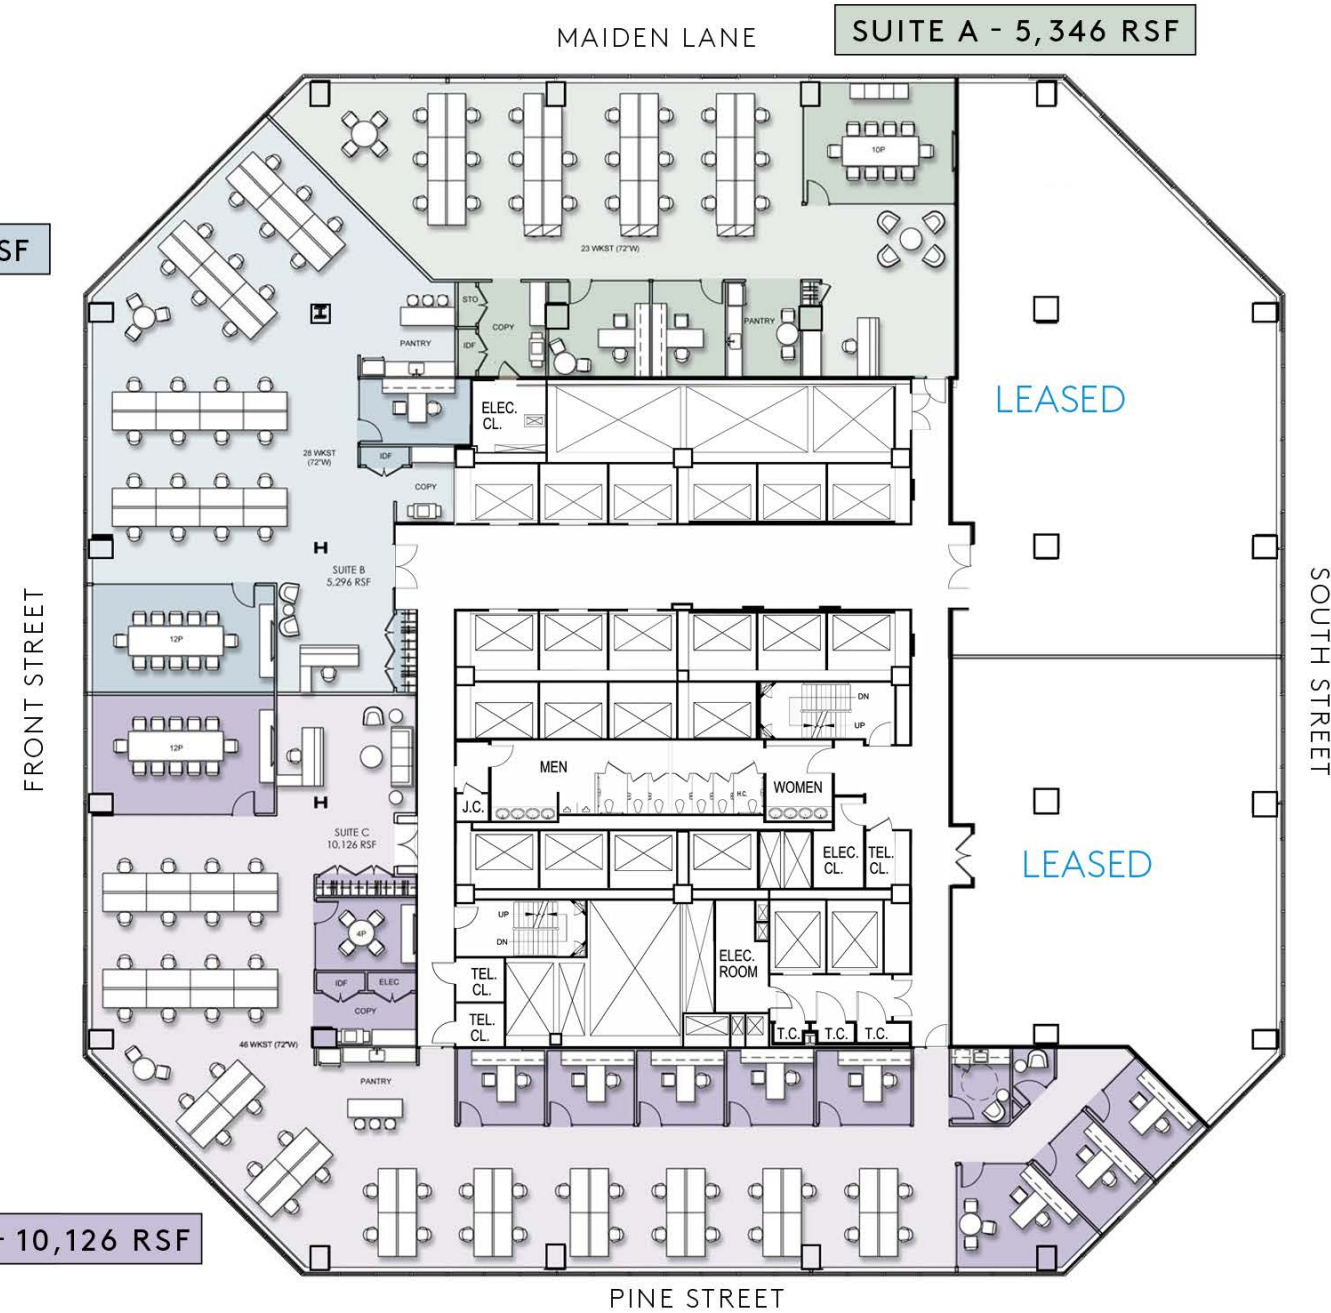 MAIDEN LANE
SUITE A - 5,346 RSF
10P
SF
23 WKST (72"W)
STO
COPY
IDF
PANTRY
PANTRY
LEASED
ELEC.
CL.
28 WKST
(72"W)
IDF
COPY
SUITE B
5,296 RSF
FRONT STREET
SOUTH STREET
12P
DN
UP
12P
MEN
WOMEN
H.C.
J.C.
SUITE C
10,126 RSF
ELEC.
CL.
TEL.
CL.
LEASED
4P
UP
DN
ELEC.
ROOM
IDF
ELEC
TEL.
CL.
COPY
TEL.
CL.
T.C.
T.C.
T.C.
46 WKST (72"W)
PANTRY
- 10,126 RSF
PINE STREET